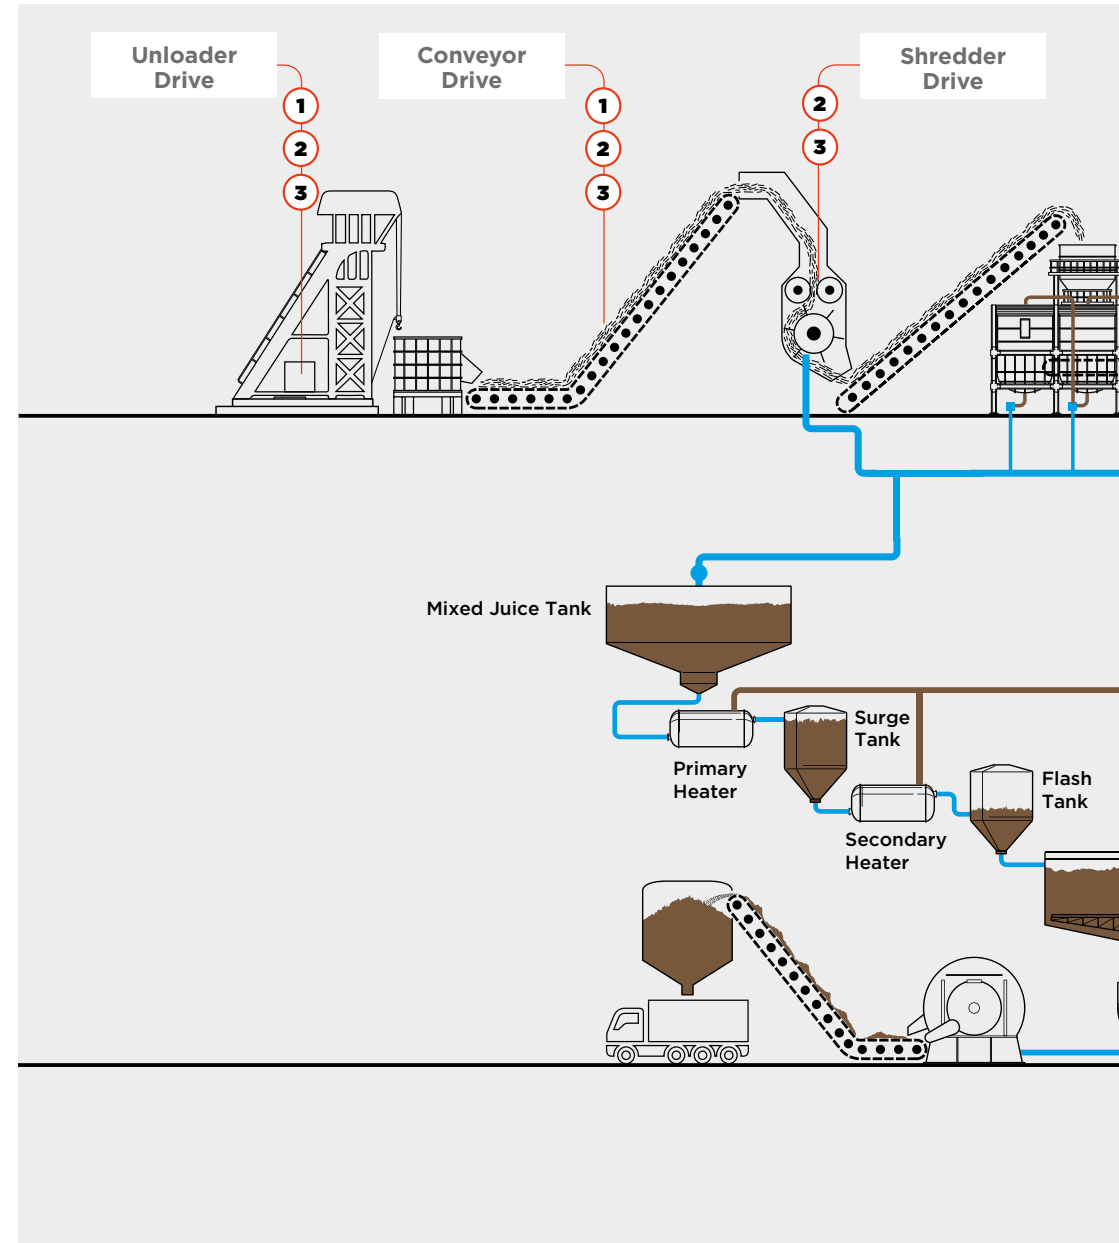 Unloader
Drive
1
2
3
Conveyor
Drive
1
2
3
Shredder
Drive
2
3
Mixed Juice Tank
Primary
Heater
Surge
Tank
Secondary
Heater
Flash
Tank